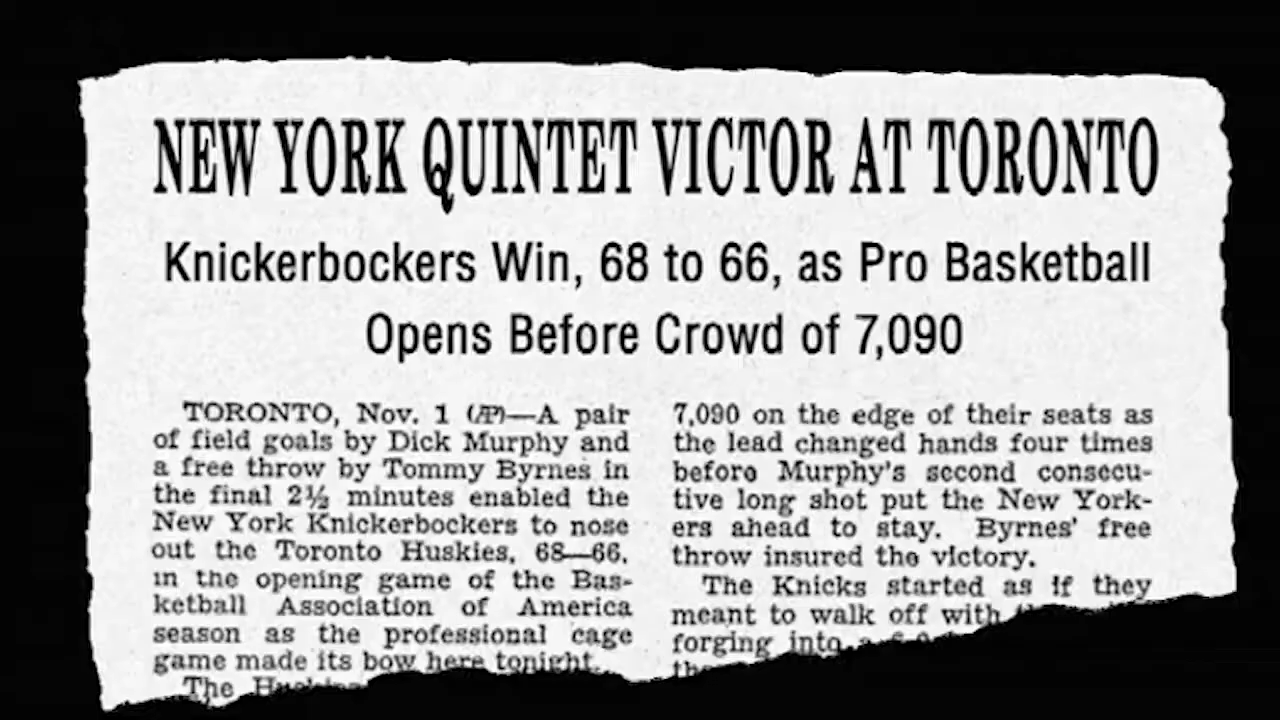 NEW YORK QUINTET VICTOR AT TORONTO
Knickerbockers Win, 68 to 66, as Pro Basketball
Opens Before Crowd of 7,090
TORONTO, Nov. 1 (AP)—A pair
of field goals by Dick Murphy and
a free throw by Tommy Byrnes in
the final 2½ minutes enabled the
New York Knickerbockers to nose
out the Toronto Huskies, 68—66,
in the opening game of the Bas-
ketball Association of America
season as the professional cage
game made its bow here tonight.
The
7,090 on the edge of their seats as
the lead changed hands four times
before Murphy's second consecu-
tive long shot put the New York-
ers ahead to stay. Byrnes' free
throw insured the victory.
The Knicks started as if they
meant to walk off with
forging into